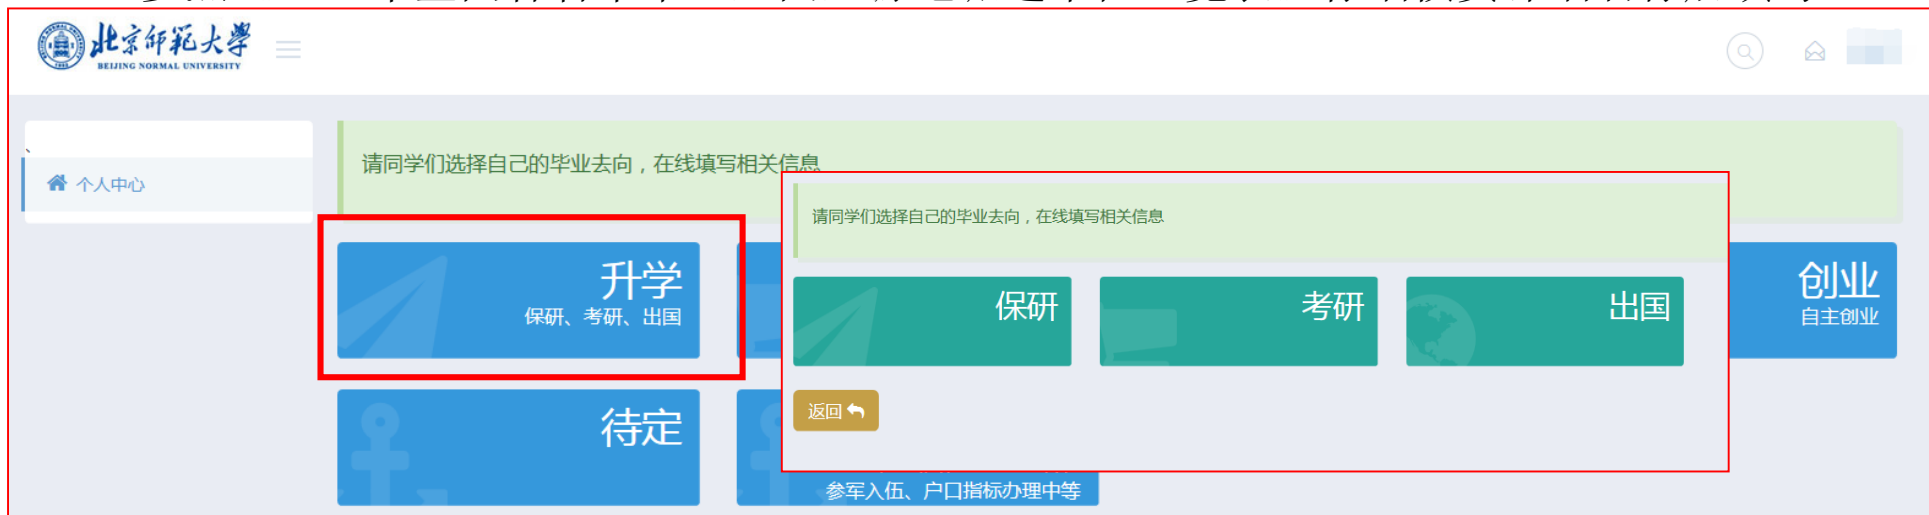 北京师范大学
BEIJING NORMAL UNIVERSITY
、
个人中心
请同学们选择自己的毕业去向，在线填写相关信息
升学
保研、考研、出国
创业
自主创业
待定
参军入伍、户口指标办理中等
请同学们选择自己的毕业去向，在线填写相关信息
保研
考研
出国
返回